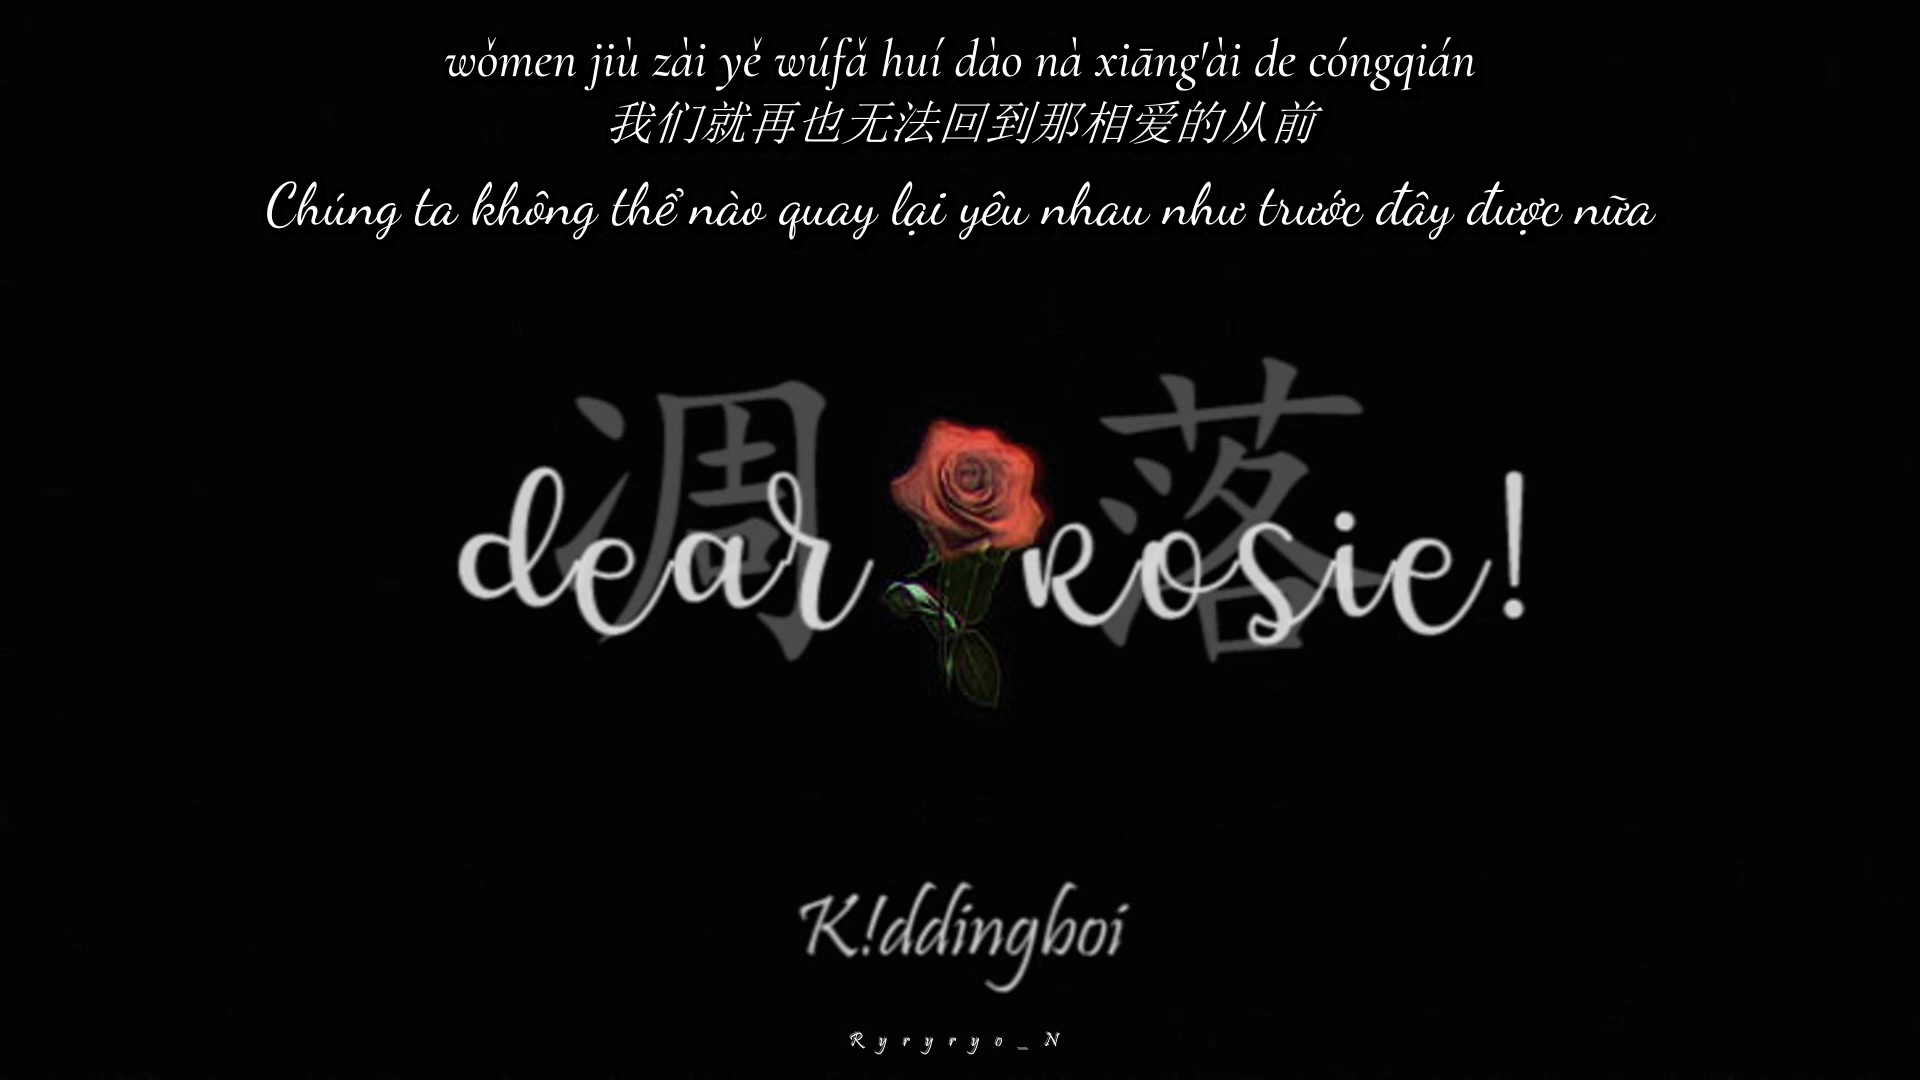 wǒmen jiù zài yě wúfǎ huí dào nà xiāng'ài de cóngqián
我们就再也无法回到那相爱的从前
Chúng ta không thể nào quay lại yêu nhau như trước đây được nữa
凋落
dear Rosie!
K!ddingboi
Ryryryo_N